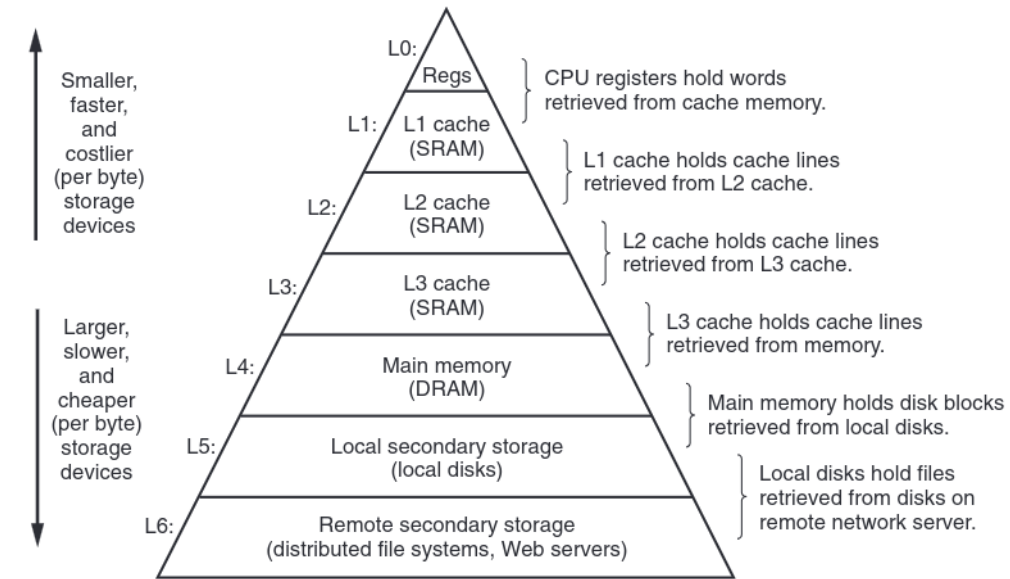 Smaller,
faster,
and
costlier
(per byte)
storage
devices
Larger,
slower,
and
cheaper
(per byte)
storage
devices
L0:
Regs
CPU registers hold words
retrieved from cache memory.
L1:
L1 cache
(SRAM)
L1 cache holds cache lines
retrieved from L2 cache.
L2:
L2 cache
(SRAM)
L2 cache holds cache lines
retrieved from L3 cache.
L3:
L3 cache
(SRAM)
L3 cache holds cache lines
retrieved from memory.
L4:
Main memory
(DRAM)
Main memory holds disk blocks
retrieved from local disks.
L5:
Local secondary storage
(local disks)
Local disks hold files
retrieved from disks on
remote network server.
L6:
Remote secondary storage
(distributed file systems, Web servers)